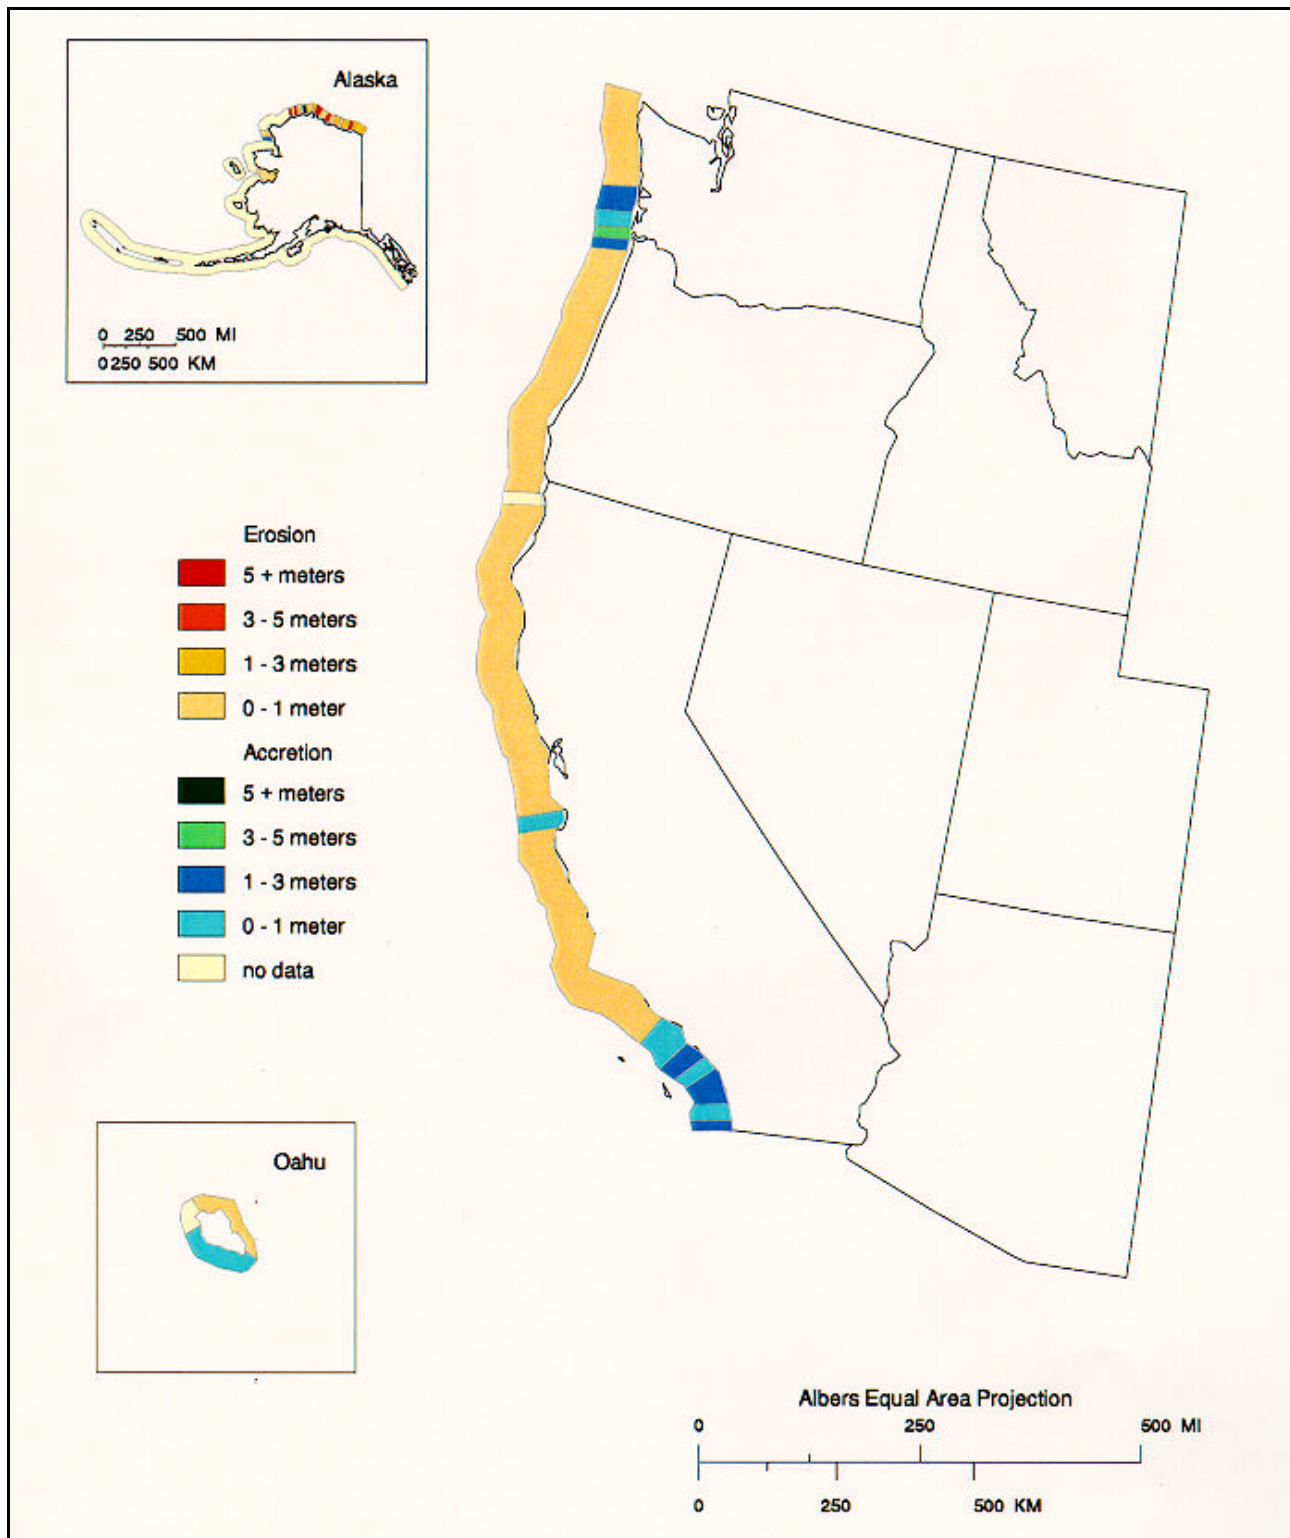 Alaska
0 250 500 MI
0 250 500 KM
Erosion
5 + meters
3 - 5 meters
1 - 3 meters
0 - 1 meter
Accretion
5 + meters
3 - 5 meters
1 - 3 meters
0 - 1 meter
no data
Oahu
Albers Equal Area Projection
0 250 500 MI
0 250 500 KM